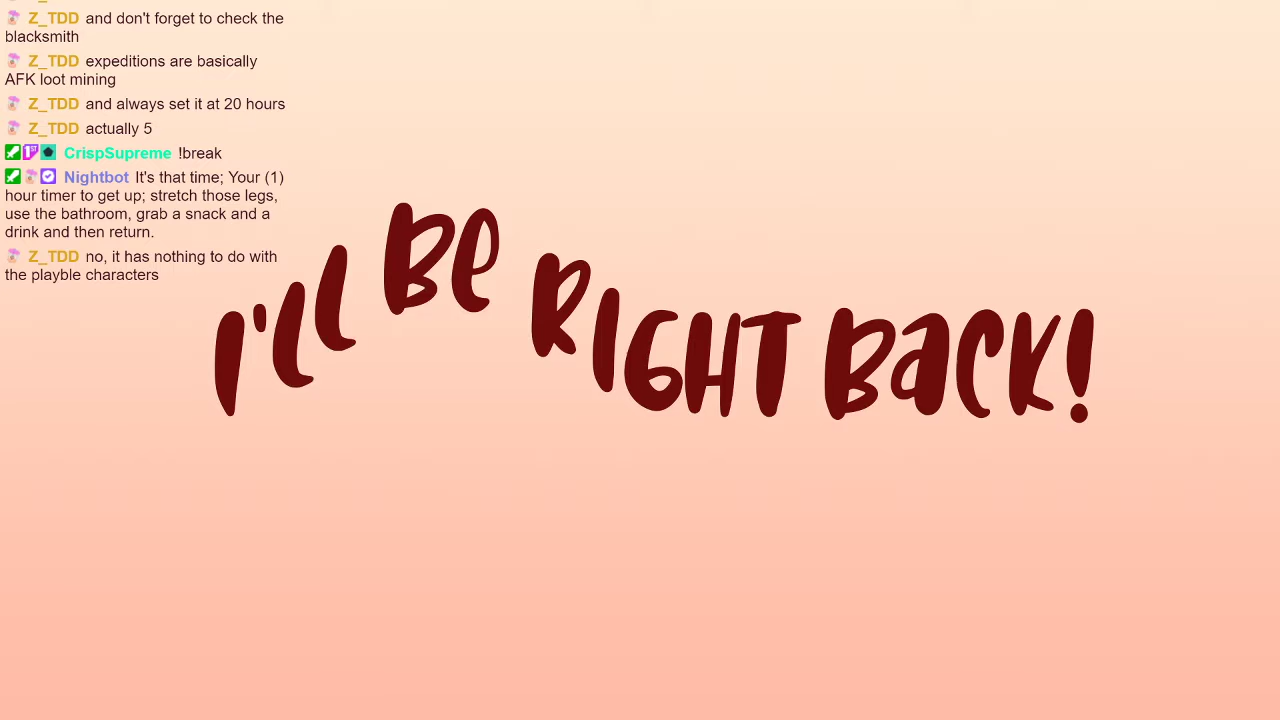 Z_TDD and don't forget to check the
blacksmith
Z_TDD expeditions are basically
AFK loot mining
Z_TDD and always set it at 20 hours
Z_TDD actually 5
CrispSupreme !break
Nightbot It's that time; Your (1)
hour timer to get up; stretch those legs,
use the bathroom, grab a snack and a
drink and then return.
Z_TDD no, it has nothing to do with
the playble characters
I'll Be Right Back!